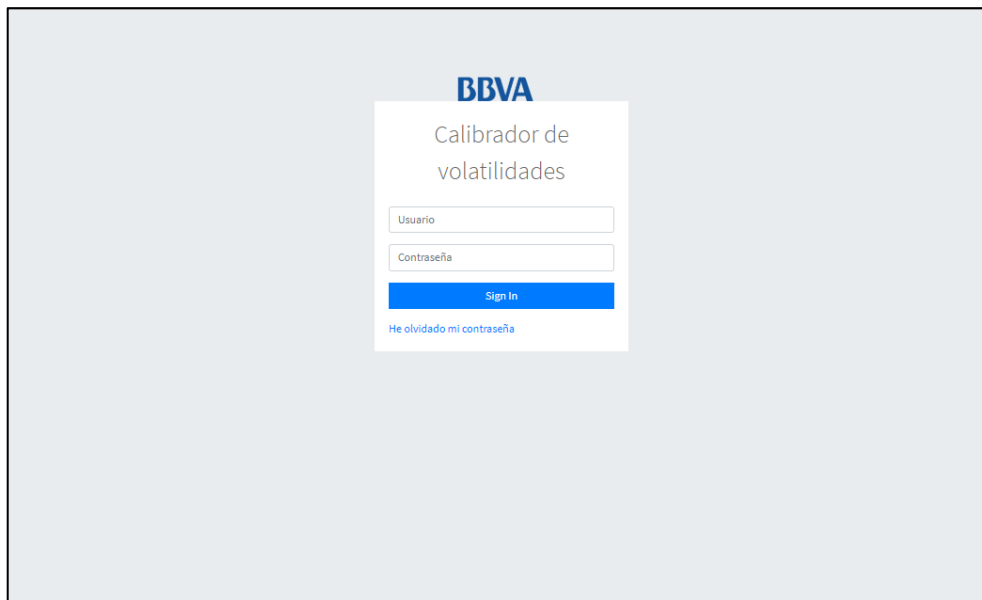 BBVA
Calibrador de
volatilidades
Usuario
Contraseña
Sign In
He olvidado mi contraseña